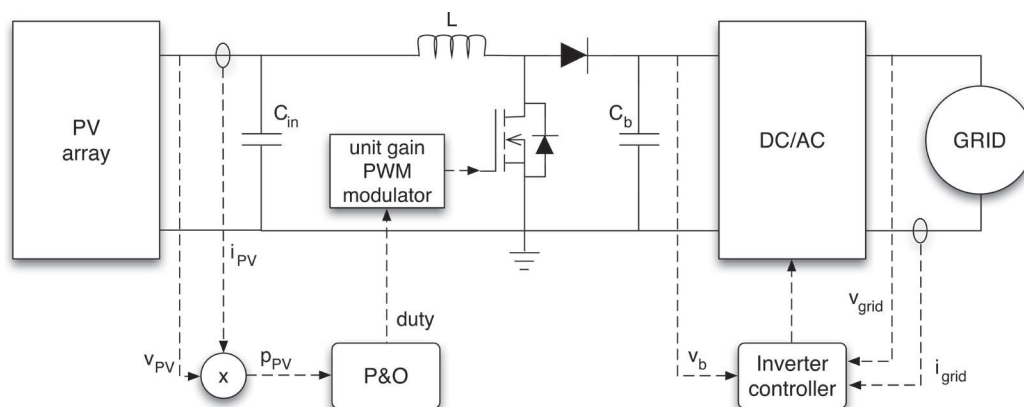 PV
array
L
C_in
unit gain
PWM
modulator
C_b
DC/AC
GRID
i_PV
duty
v_PV
x
p_PV
P&O
v_b
Inverter
controller
v_grid
i_grid